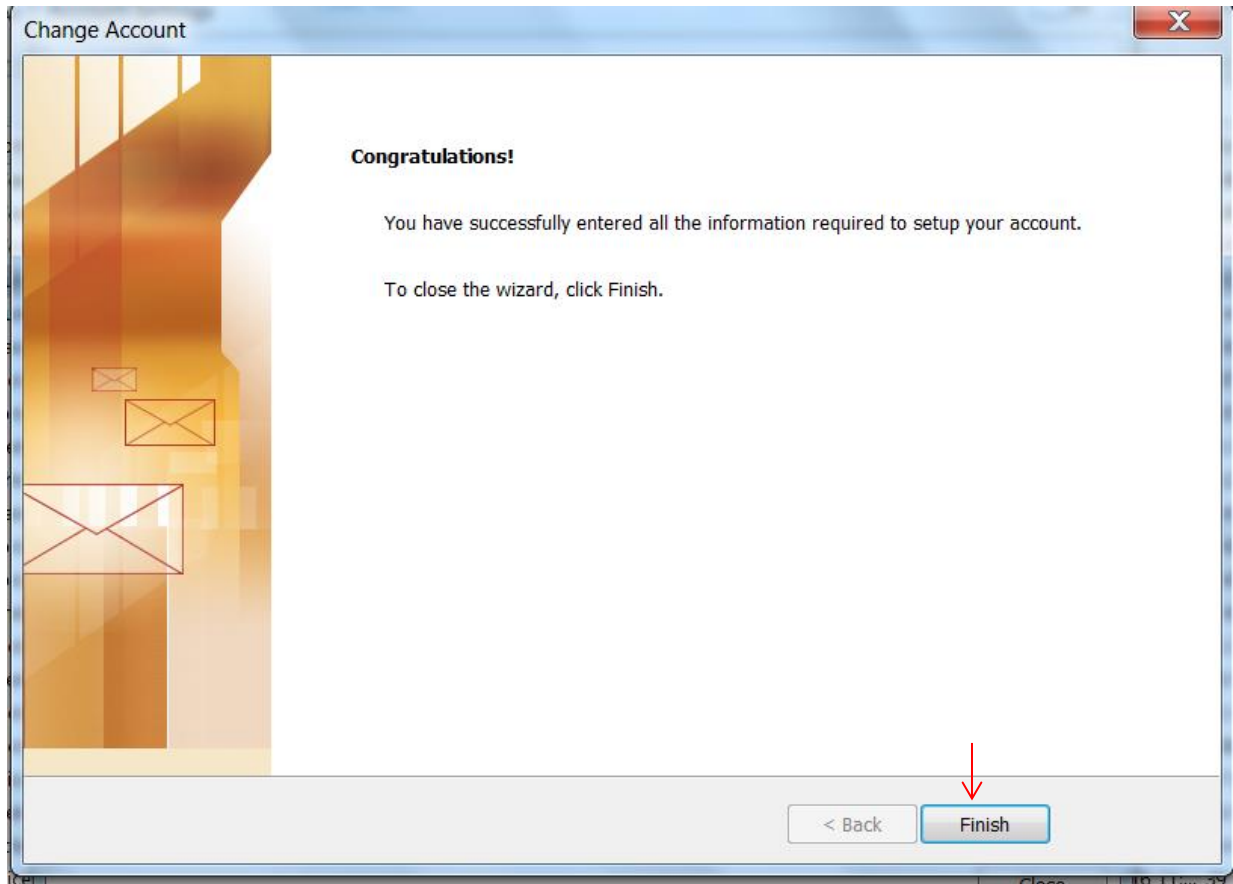 Change Account
X
Congratulations!
You have successfully entered all the information required to setup your account.
To close the wizard, click Finish.
< Back
Finish